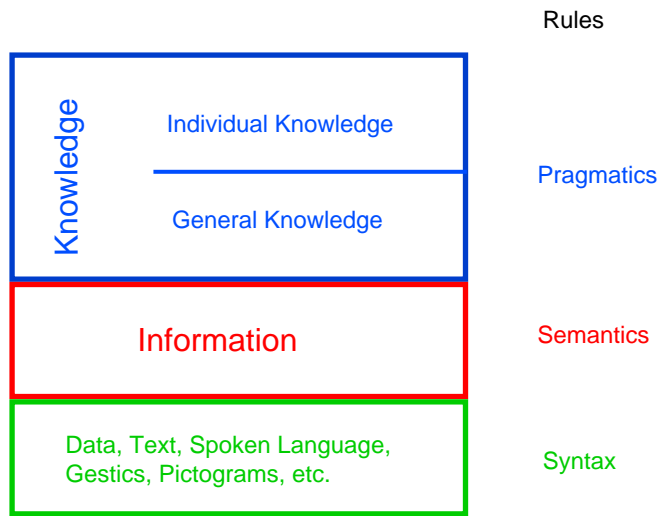 Rules
Knowledge
Individual Knowledge
Pragmatics
General Knowledge
Information
Semantics
Data, Text, Spoken Language,
Gestics, Pictograms, etc.
Syntax